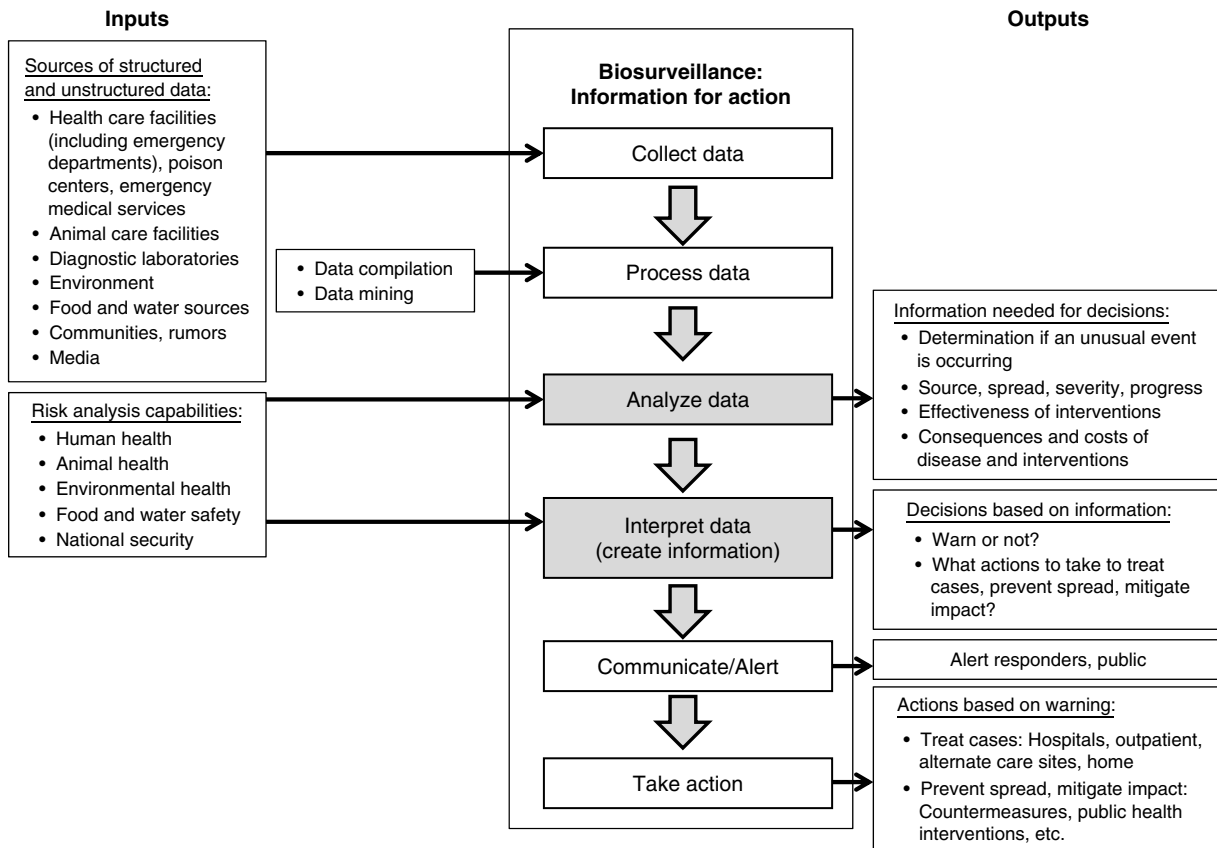 Inputs
Outputs
Sources of structured
and unstructured data:
• Health care facilities
(including emergency
departments), poison
centers, emergency
medical services
• Animal care facilities
• Diagnostic laboratories
• Environment
• Food and water sources
• Communities, rumors
• Media
Risk analysis capabilities:
• Human health
• Animal health
• Environmental health
• Food and water safety
• National security
• Data compilation
• Data mining
Biosurveillance:
Information for action
Collect data
Process data
Analyze data
Interpret data
(create information)
Communicate/Alert
Take action
Information needed for decisions:
• Determination if an unusual event
is occurring
• Source, spread, severity, progress
• Effectiveness of interventions
• Consequences and costs of
disease and interventions
Decisions based on information:
• Warn or not?
• What actions to take to treat
cases, prevent spread, mitigate
impact?
Alert responders, public
Actions based on warning:
• Treat cases: Hospitals, outpatient,
alternate care sites, home
• Prevent spread, mitigate impact:
Countermeasures, public health
interventions, etc.